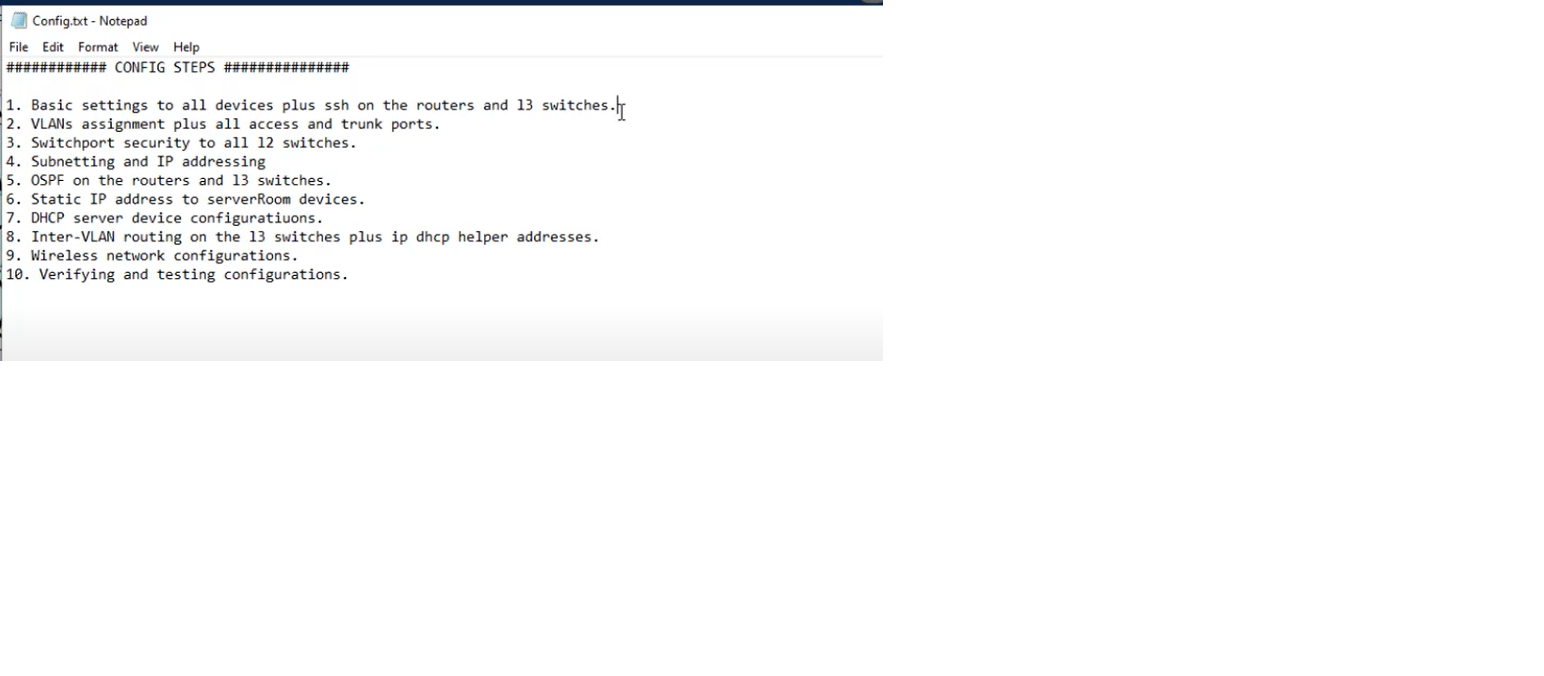 Config.txt - Notepad
File Edit Format View Help
############ CONFIG STEPS ###############
1. Basic settings to all devices plus ssh on the routers and l3 switches.
2. VLANs assignment plus all access and trunk ports.
3. Switchport security to all l2 switches.
4. Subnetting and IP addressing
5. OSPF on the routers and l3 switches.
6. Static IP address to serverRoom devices.
7. DHCP server device configuratiuons.
8. Inter-VLAN routing on the l3 switches plus ip dhcp helper addresses.
9. Wireless network configurations.
10. Verifying and testing configurations.